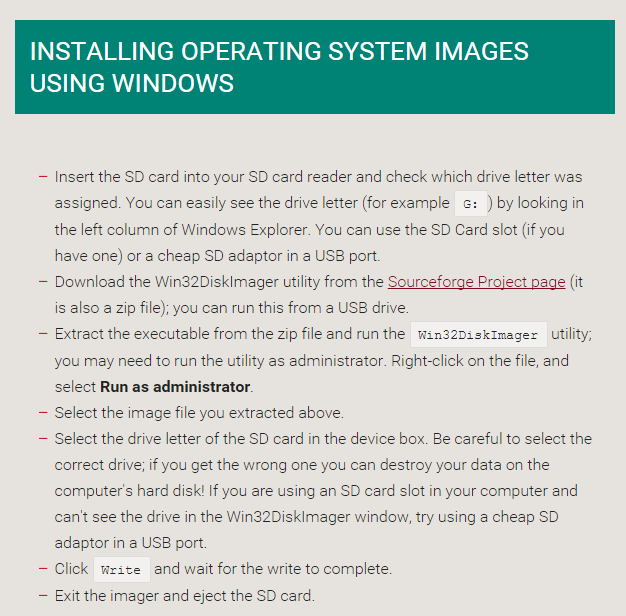 INSTALLING OPERATING SYSTEM IMAGES
USING WINDOWS
– Insert the SD card into your SD card reader and check which drive letter was
assigned. You can easily see the drive letter (for example G: ) by looking in
the left column of Windows Explorer. You can use the SD Card slot (if you
have one) or a cheap SD adaptor in a USB port.
– Download the Win32DiskImager utility from the Sourceforge Project page (it
is also a zip file); you can run this from a USB drive.
– Extract the executable from the zip file and run the Win32DiskImager utility;
you may need to run the utility as administrator. Right-click on the file, and
select Run as administrator.
– Select the image file you extracted above.
– Select the drive letter of the SD card in the device box. Be careful to select the
correct drive; if you get the wrong one you can destroy your data on the
computer's hard disk! If you are using an SD card slot in your computer and
can't see the drive in the Win32DiskImager window, try using a cheap SD
adaptor in a USB port.
– Click Write and wait for the write to complete.
– Exit the imager and eject the SD card.